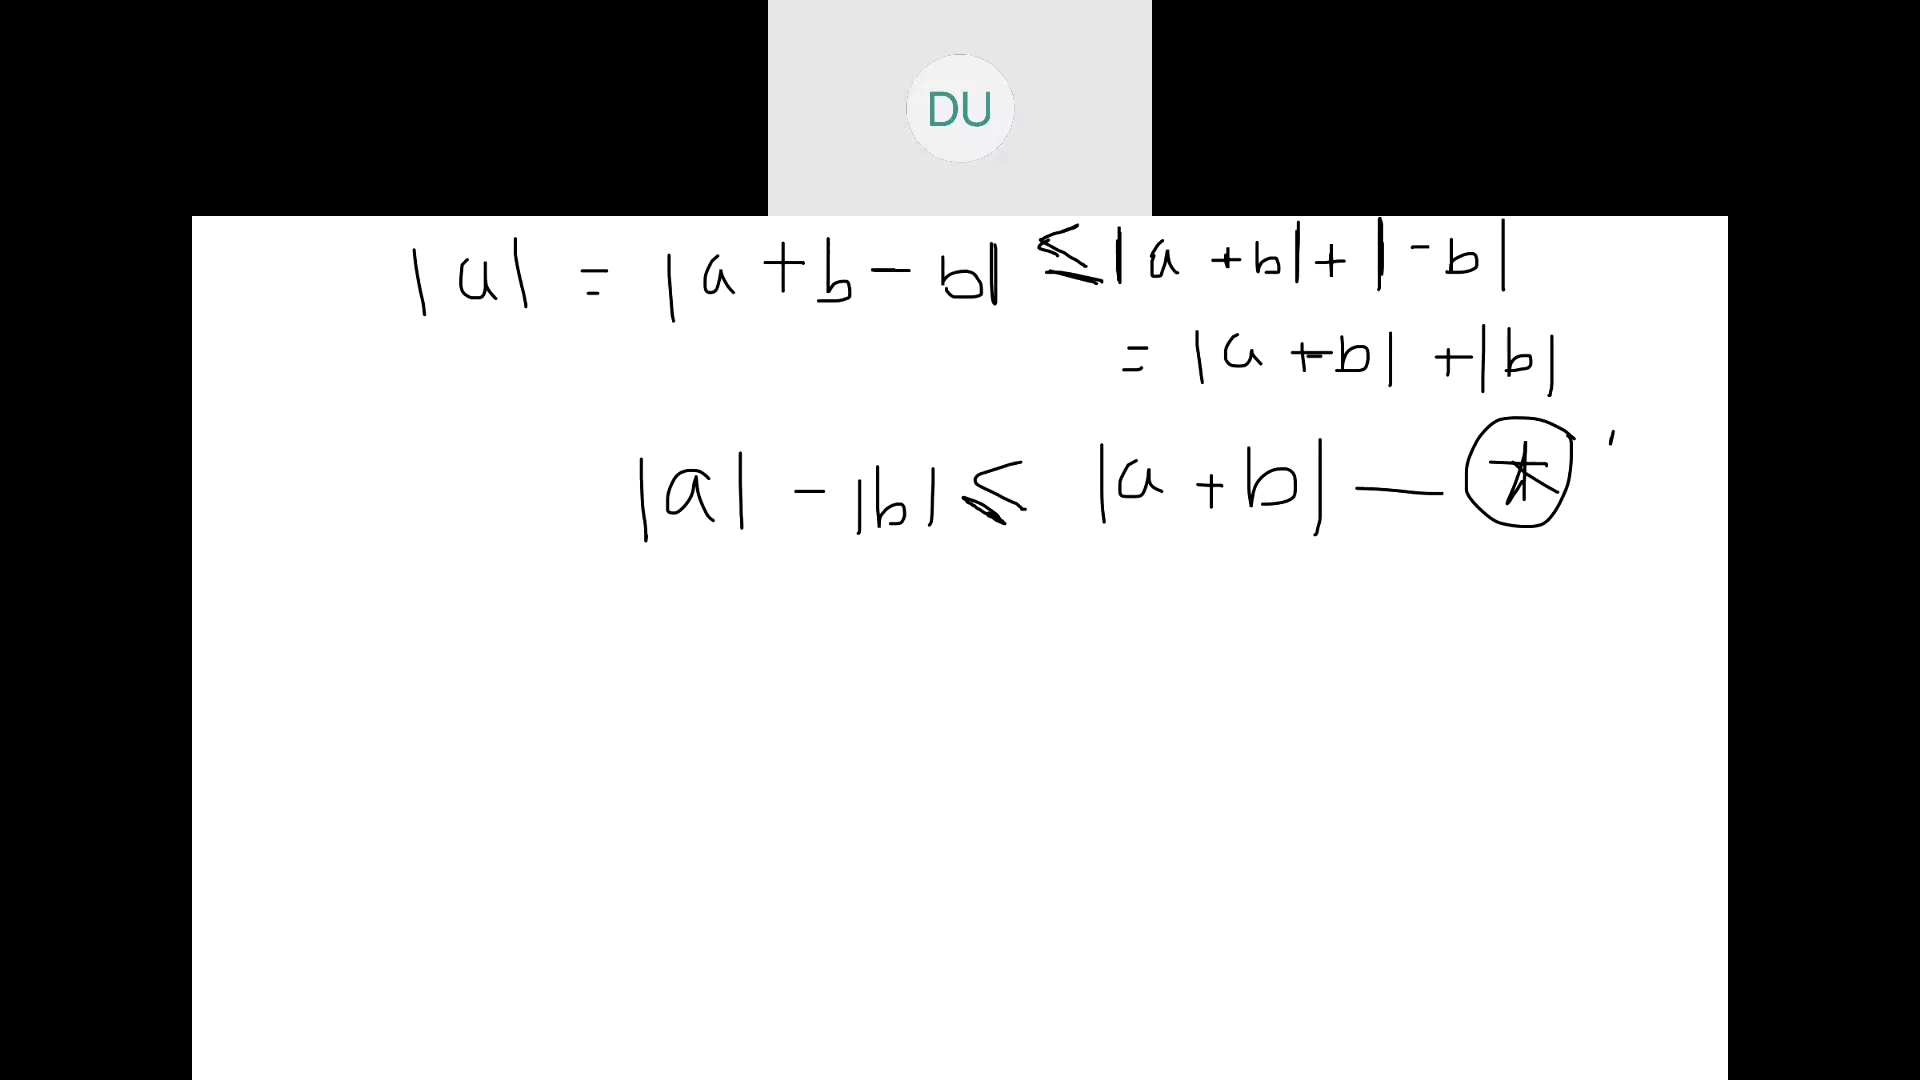 DU
|a| = |a + b - b| ≤ |a + b| + |-b|
= |a + b| + |b|
|a| - |b| ≤ |a + b| — *